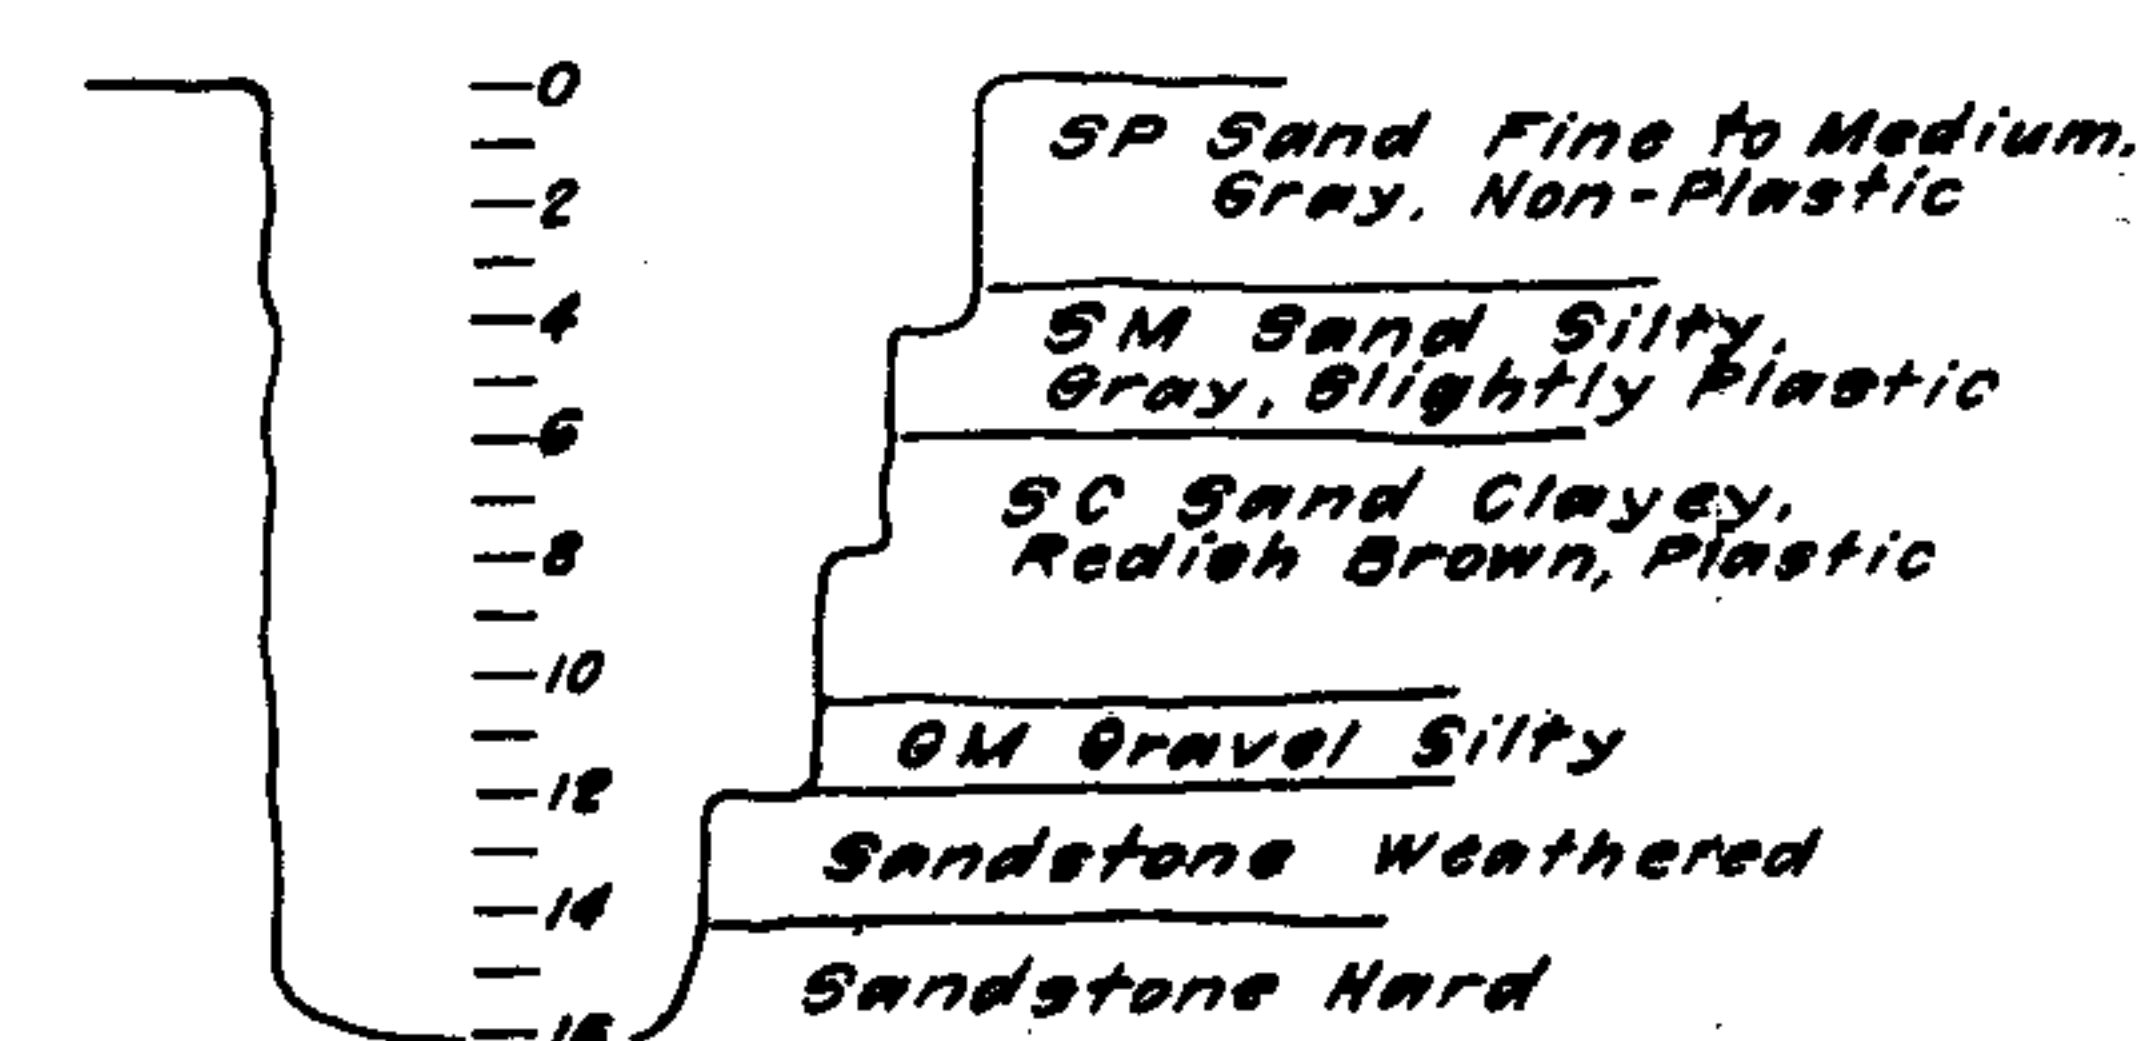 0
2
4
6
8
10
12
14
16
SP Sand Fine to Medium,
Gray, Non-Plastic
SM Sand Silty,
Gray, Slightly Plastic
SC Sand Clayey,
Redish Brown, Plastic
GM Gravel Silty
Sandstone Weathered
Sandstone Hard